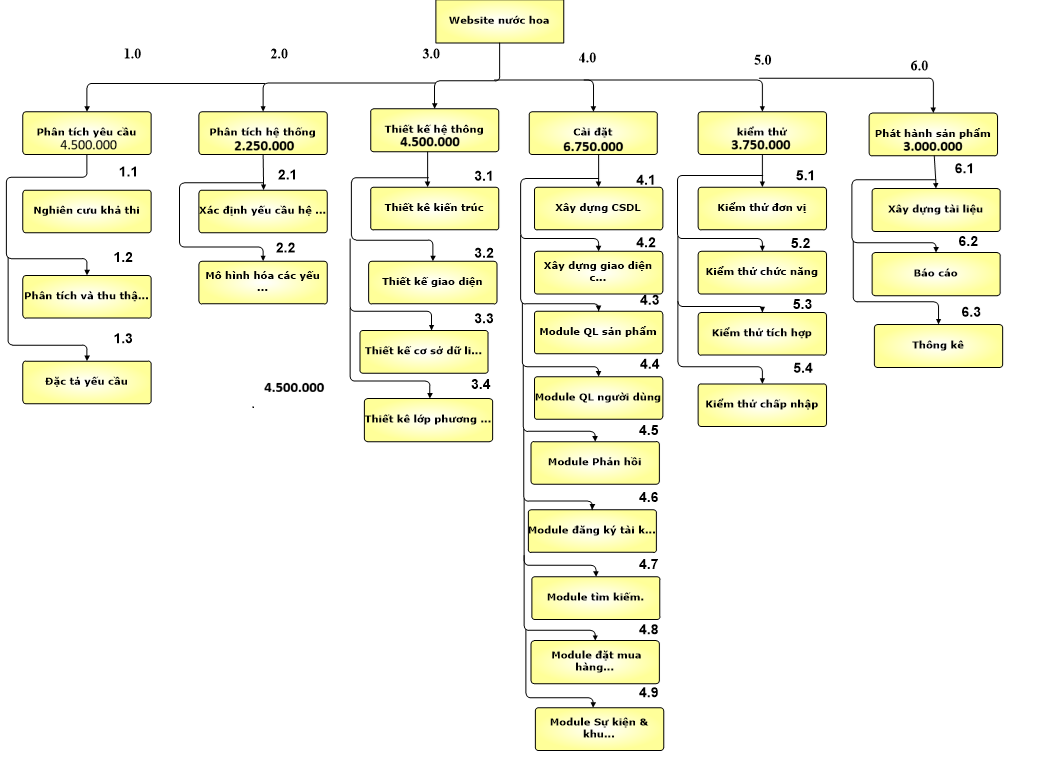 Website nước hoa
1.0
2.0
3.0
4.0
5.0
6.0
Phân tích yêu cầu
4.500.000
Phân tích hệ thống
2.250.000
Thiết kế hệ thông
4.500.000
Cài đặt
6.750.000
kiểm thử
3.750.000
Phát hành sản phẩm
3.000.000
1.1
Nghiên cưu khả thi
1.2
Phân tích và thu thậ...
1.3
Đặc tả yêu cầu
2.1
Xác định yêu cầu hệ ...
2.2
Mô hình hóa các yếu
...
4.500.000
.
3.1
Thiết kê kiến trúc
3.2
Thiết kế giao diện
3.3
Thiết kế cơ sở dữ li...
3.4
Thiết kê lớp phương ...
4.1
Xây dựng CSDL
4.2
Xây dựng giao diện
c...
4.3
Module QL sản phẩm
4.4
Module QL người dùng
4.5
Module Phản hồi
4.6
Module đăng ký tài k...
4.7
Module tìm kiếm.
4.8
Module đặt mua
hàng...
4.9
Module Sự kiện &
khu...
5.1
Kiểm thử đơn vị
5.2
Kiểm thử chức năng
5.3
Kiểm thử tích hợp
5.4
Kiểm thử chấp nhập
6.1
Xây dựng tài liệu
6.2
Báo cáo
6.3
Thông kê